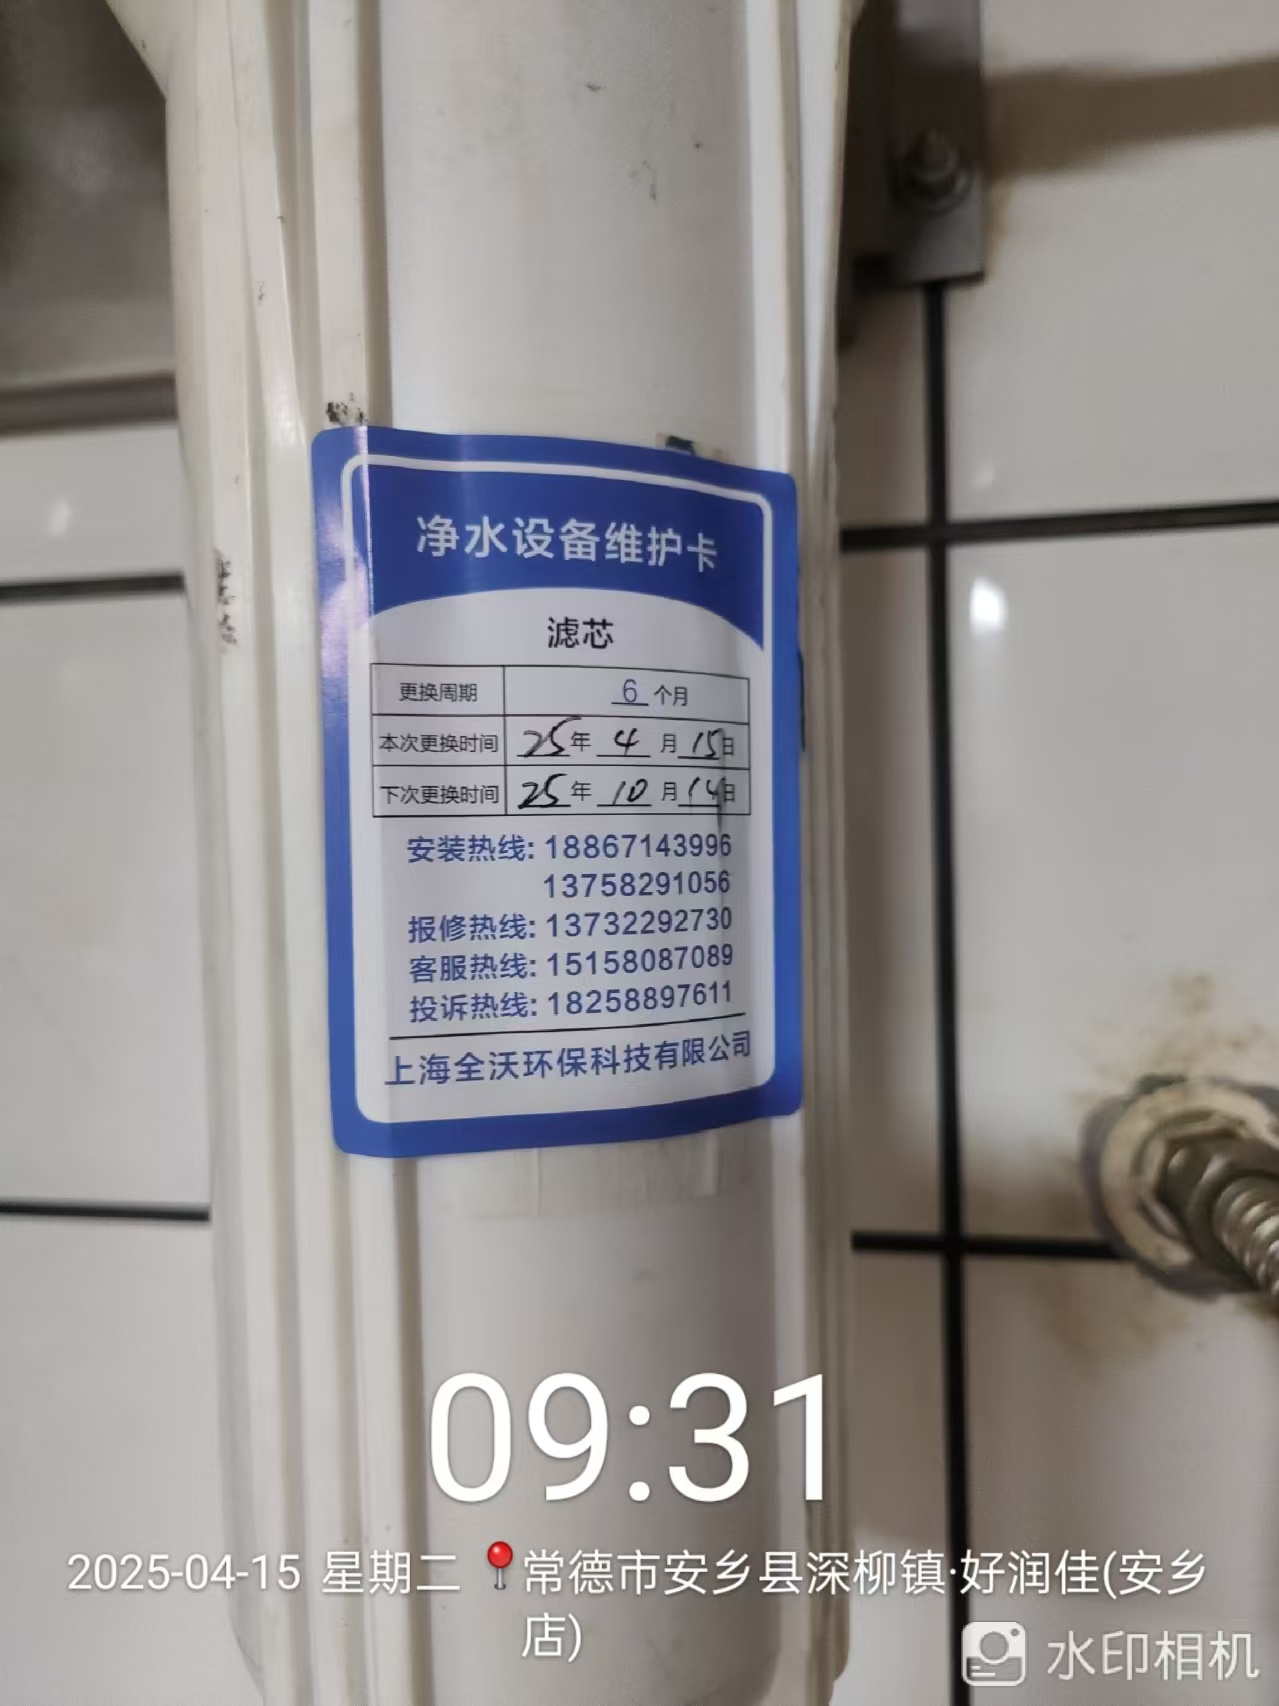 净水设备维护卡
滤芯
更换周期 6 个月
本次更换时间 25年 4 月 15日
下次更换时间 25年 10 月 14日
安装热线: 18867143996
13758291056
报修热线: 13732292730
客服热线: 15158087089
投诉热线: 18258897611
上海全沃环保科技有限公司
09:31
2025-04-15 星期二 📍常德市安乡县深柳镇·好润佳(安乡
店)
水印相机